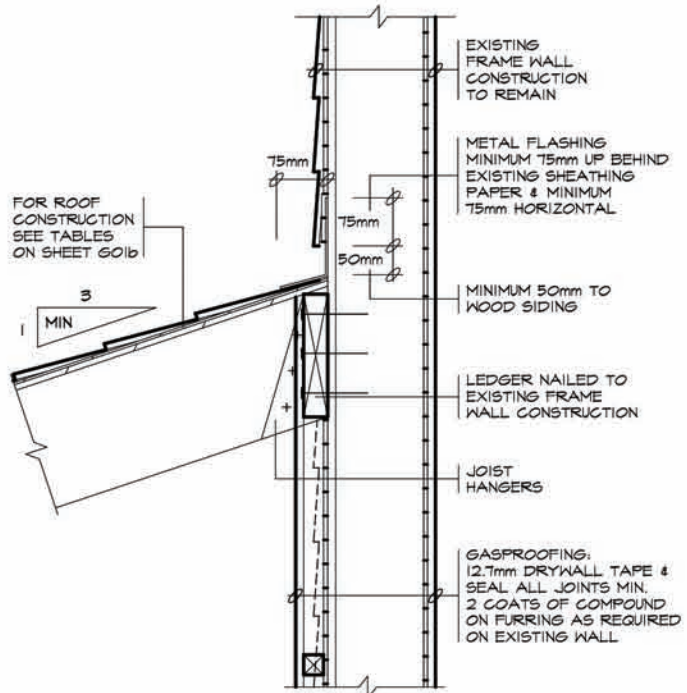 EXISTING
FRAME WALL
CONSTRUCTION
TO REMAIN
METAL FLASHING
MINIMUM 75mm UP BEHIND
EXISTING SHEATHING
PAPER & MINIMUM
75mm HORIZONTAL
75mm
FOR ROOF
CONSTRUCTION
SEE TABLES
ON SHEET G01b
75mm
50mm
3
1
MIN
MINIMUM 50mm TO
WOOD SIDING
LEDGER NAILED TO
EXISTING FRAME
WALL CONSTRUCTION
JOIST
HANGERS
GASPROOFING:
12.7mm DRYWALL TAPE &
SEAL ALL JOINTS MIN.
2 COATS OF COMPOUND
ON FURRING AS REQUIRED
ON EXISTING WALL